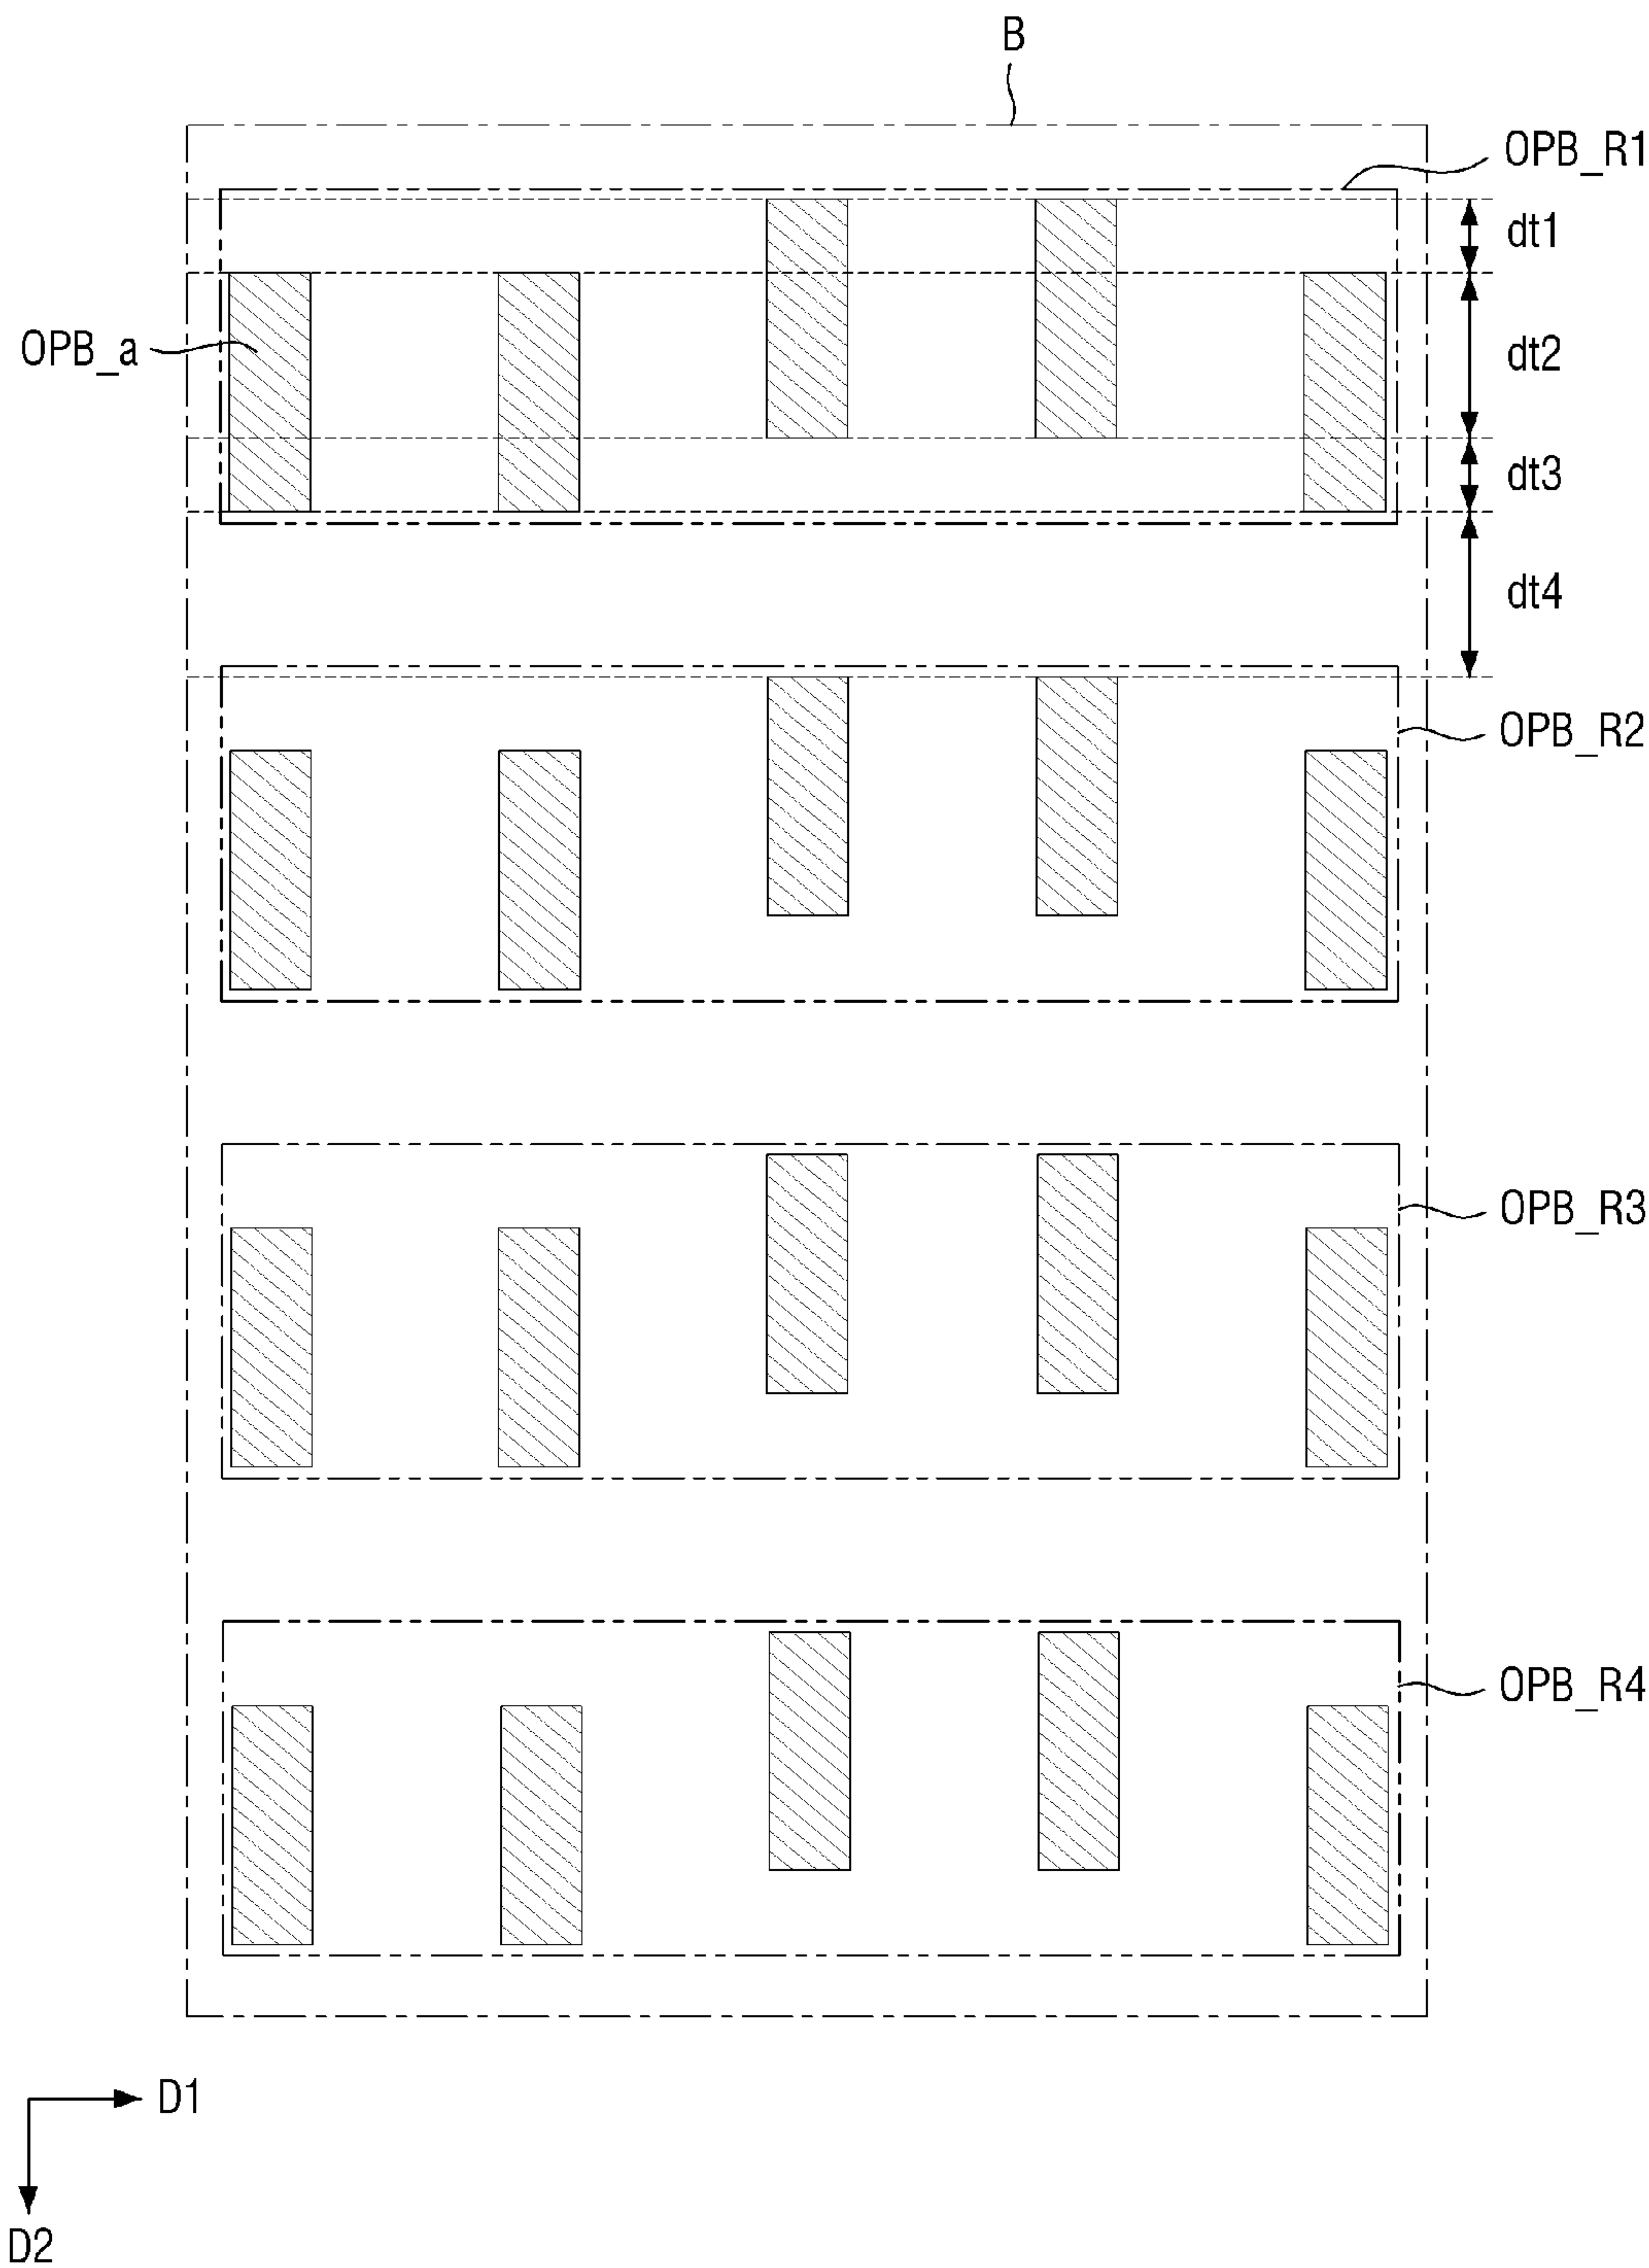 B
OPB_R1
dt1
OPB_a
dt2
dt3
dt4
OPB_R2
OPB_R3
OPB_R4
D1
D2